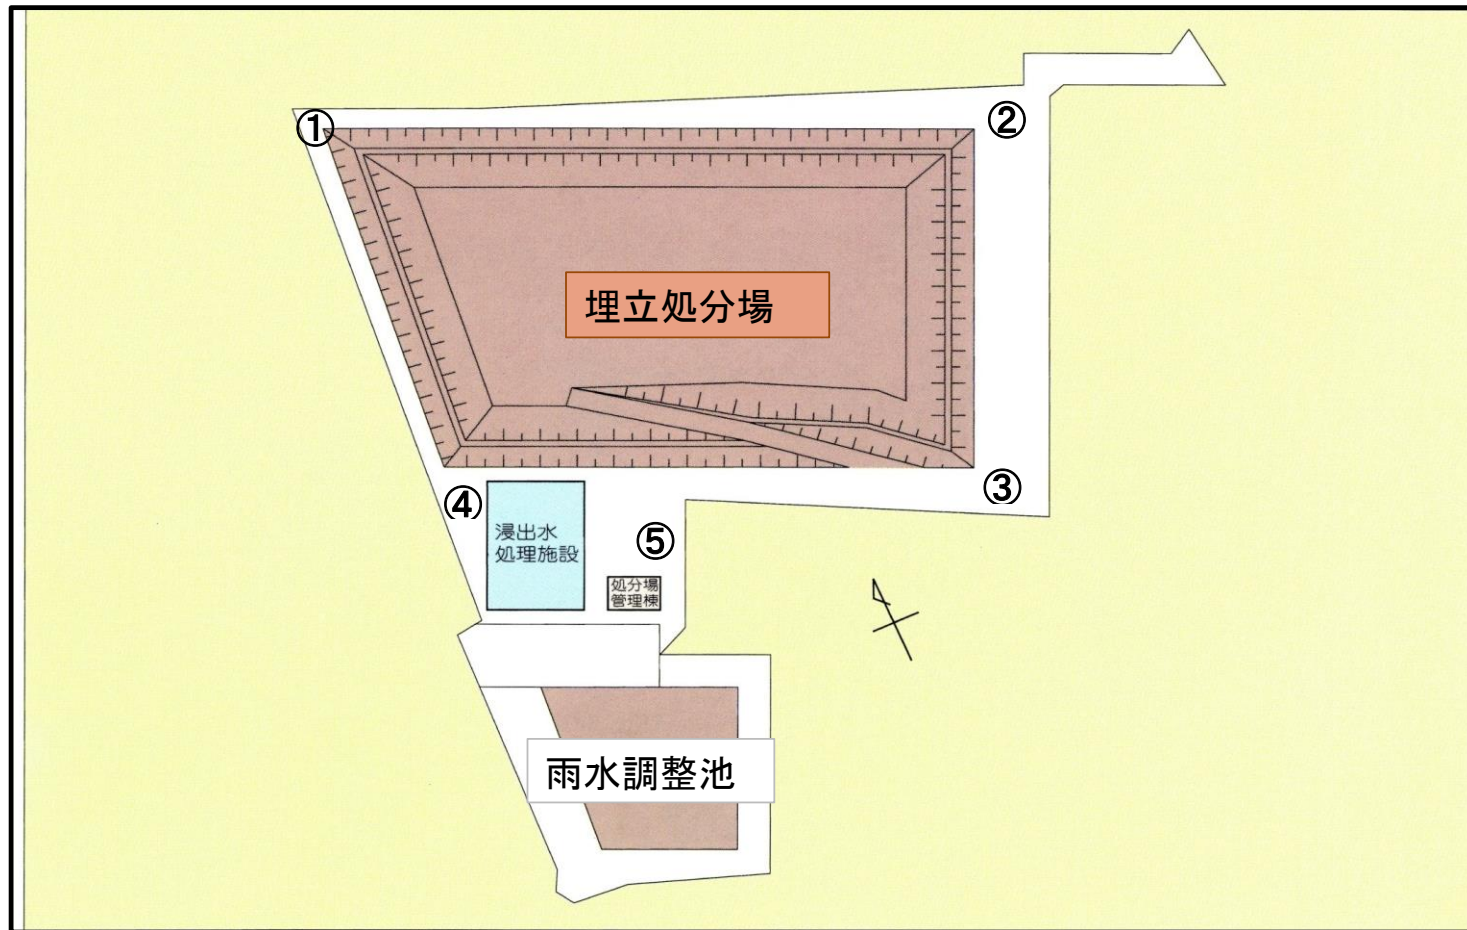 ①
②
埋立処分場
③
④
浸出水
処理施設
⑤
処分場
管理棟
雨水調整池